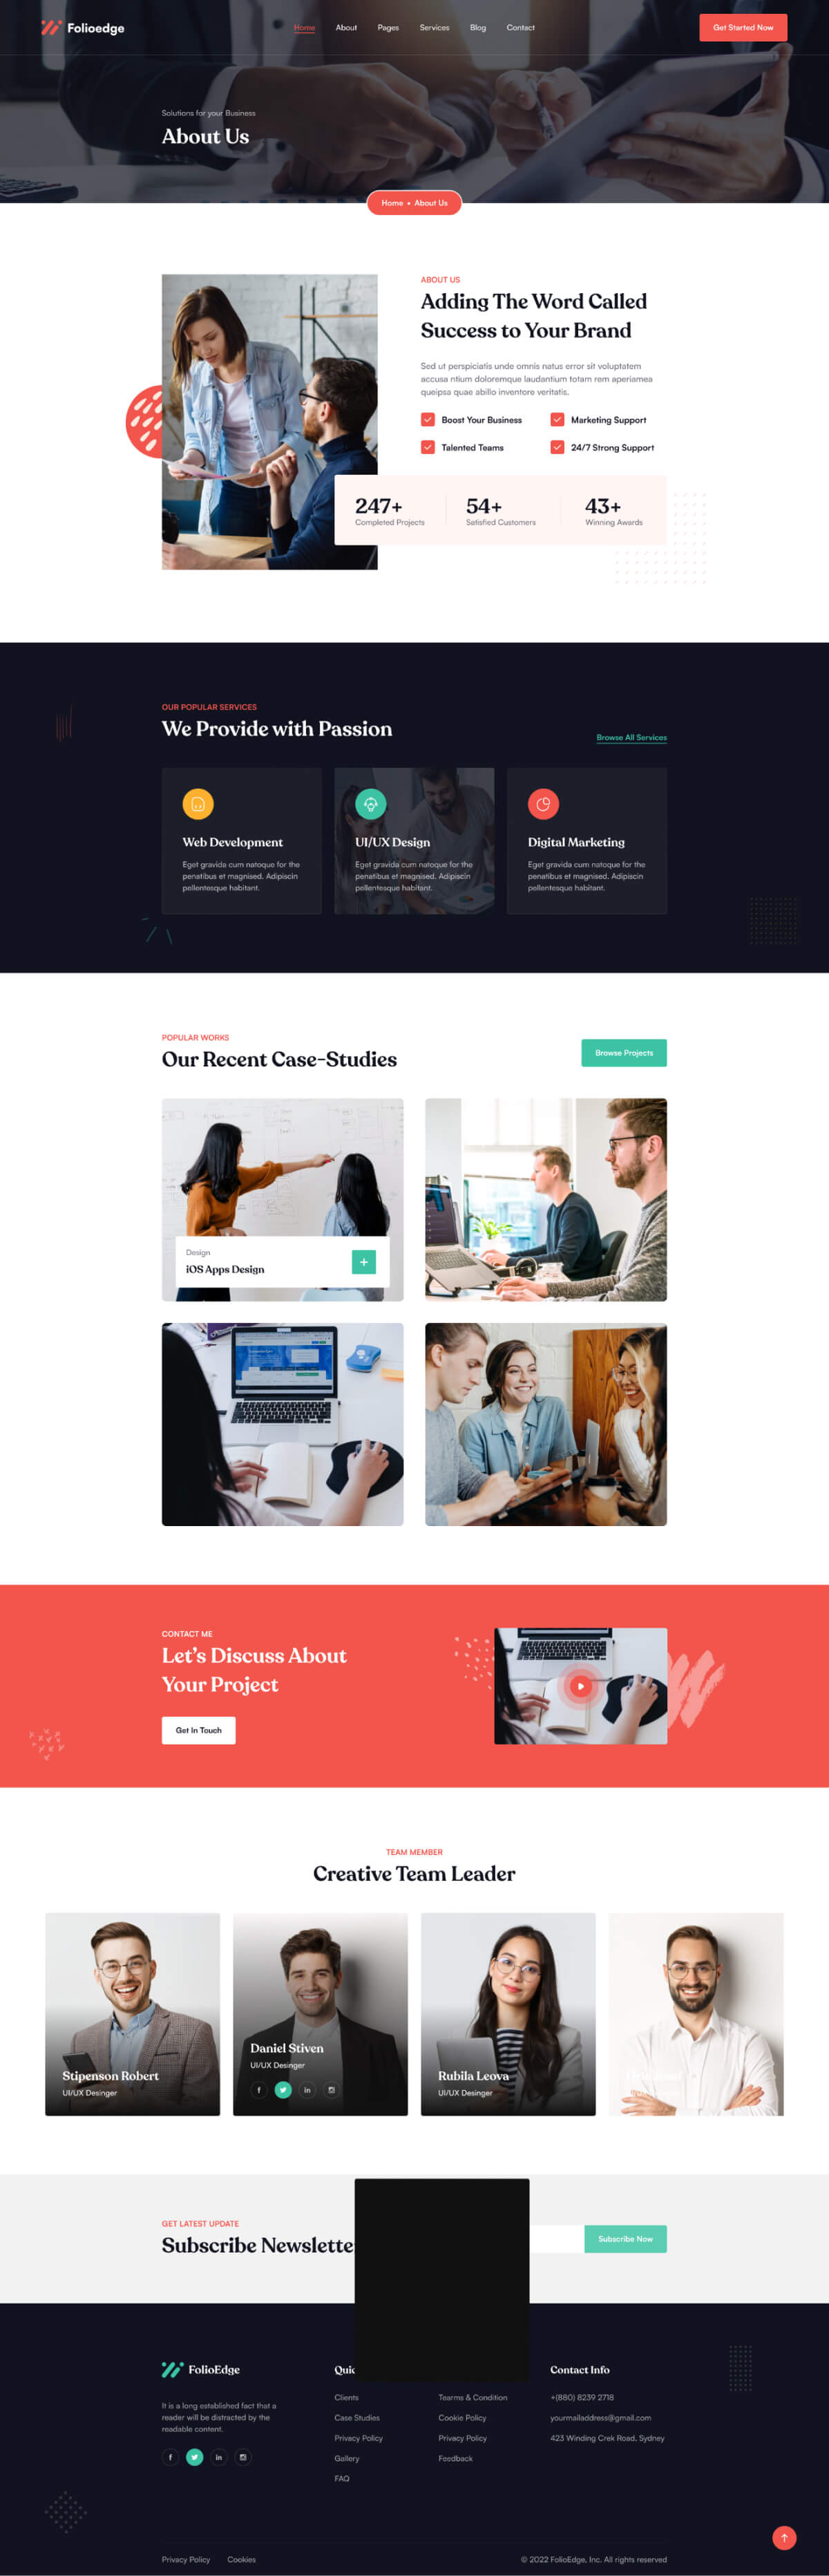 Folioedge
Home About Pages Services Blog Contact
Get Started Now
Solutions for your Business
About Us
Home • About Us
ABOUT US
Adding The Word Called
Success to Your Brand
Sed ut perspiciatis unde omnis natus error sit voluptatem
accusa ntium doloremque laudantium totam rem aperiamea
queipsa quae abillo inventore veritatis.
Boost Your Business
Marketing Support
Talented Teams
24/7 Strong Support
247+
Completed Projects
54+
Satisfied Customers
43+
Winning Awards
OUR POPULAR SERVICES
We Provide with Passion
Browse All Services
Web Development
Eget gravida cum natoque for the
penatibus et magnised. Adipiscin
pellentesque habitant.
UI/UX Design
Eget gravida cum natoque for the
penatibus et magnised. Adipiscin
pellentesque habitant.
Digital Marketing
Eget gravida cum natoque for the
penatibus et magnised. Adipiscin
pellentesque habitant.
POPULAR WORKS
Our Recent Case-Studies
Browse Projects
Design
iOS Apps Design
CONTACT ME
Let's Discuss About
Your Project
Get In Touch
TEAM MEMBER
Creative Team Leader
Stipenson Robert
UI/UX Desinger
Daniel Stiven
UI/UX Desinger
Rubila Leova
UI/UX Desinger
GET LATEST UPDATE
Subscribe Newslette
Subscribe Now
FolioEdge
It is a long established fact that a
reader will be distracted by the
readable content.
Quic
Clients
Case Studies
Privacy Policy
Gallery
FAQ
Tearms & Condition
Cookie Policy
Privacy Policy
Feedback
Contact Info
+(880) 8239 2718
yourmailaddress@gmail.com
423 Winding Crek Road, Sydney
Privacy Policy Cookies
© 2022 FolioEdge, Inc. All rights reserved